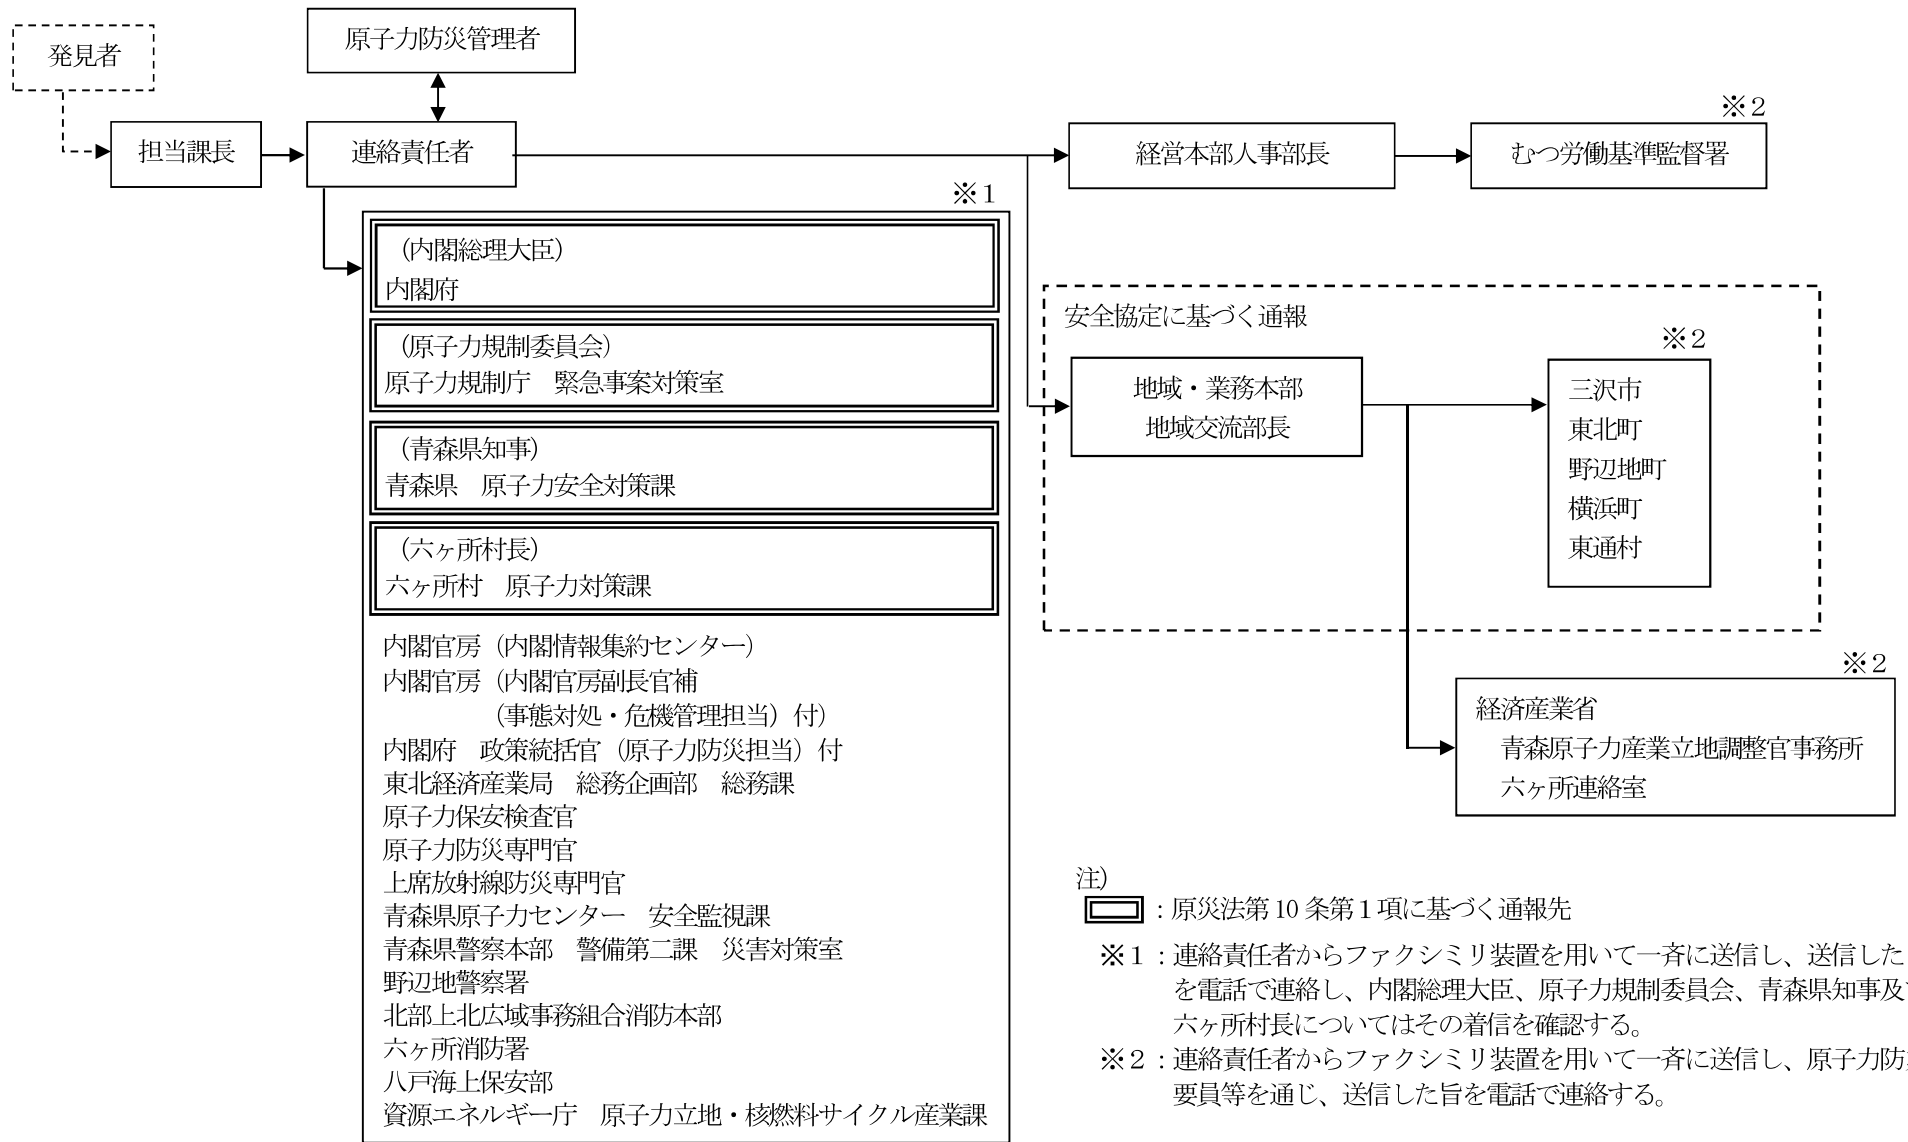 発見者
原子力防災管理者
担当課長
連絡責任者
経営本部人事部長
※2
むつ労働基準監督署
※1
（内閣総理大臣）
内閣府
（原子力規制委員会）
原子力規制庁　緊急事案対策室
（青森県知事）
青森県　原子力安全対策課
（六ヶ所村長）
六ヶ所村　原子力対策課
内閣官房（内閣情報集約センター）
内閣官房（内閣官房副長官補
（事態対処・危機管理担当）付）
内閣府　政策統括官（原子力防災担当）付
東北経済産業局　総務企画部　総務課
原子力保安検査官
原子力防災専門官
上席放射線防災専門官
青森県原子力センター　安全監視課
青森県警察本部　警備第二課　災害対策室
野辺地警察署
北部上北広域事務組合消防本部
六ヶ所消防署
八戸海上保安部
資源エネルギー庁　原子力立地・核燃料サイクル産業課
安全協定に基づく通報
地域・業務本部
地域交流部長
※2
三沢市
東北町
野辺地町
横浜町
東通村
※2
経済産業省
青森原子力産業立地調整官事務所
六ヶ所連絡室
注）
：原災法第10条第1項に基づく通報先
※1：連絡責任者からファクシミリ装置を用いて一斉に送信し、送信した
を電話で連絡し、内閣総理大臣、原子力規制委員会、青森県知事及
六ヶ所村長についてはその着信を確認する。
※2：連絡責任者からファクシミリ装置を用いて一斉に送信し、原子力防
要員等を通じ、送信した旨を電話で連絡する。